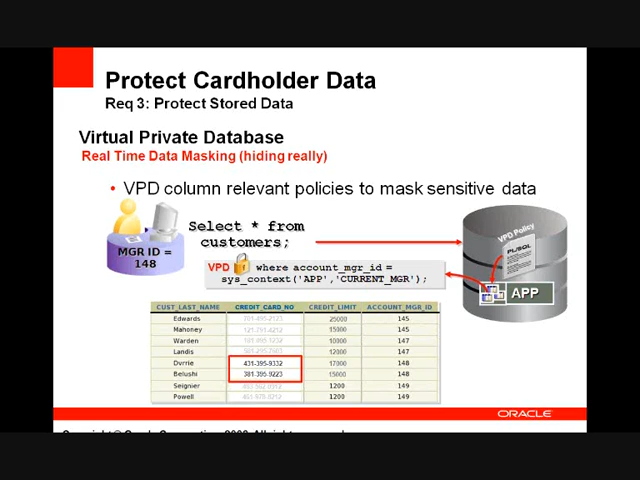 Protect Cardholder Data
Req 3: Protect Stored Data
Virtual Private Database
Real Time Data Masking (hiding really)
• VPD column relevant policies to mask sensitive data
MGR ID =
148
Select * from
customers;
VPD Policy
PL/SQL
APP
VPD where account_mgr_id =
sys_context('APP','CURRENT_MGR');
CUST_LAST_NAME CREDIT_CARD_NO CREDIT_LIMIT ACCOUNT_MGR_ID
Edwards 25000 145
Mahoney 15000 145
Warden 10000 147
Landis 12000 147
Dvrrie 431-395-9332 17000 148
Belushi 381-395-9223 15000 148
Seignier 1200 149
Powell 1200 149
ORACLE